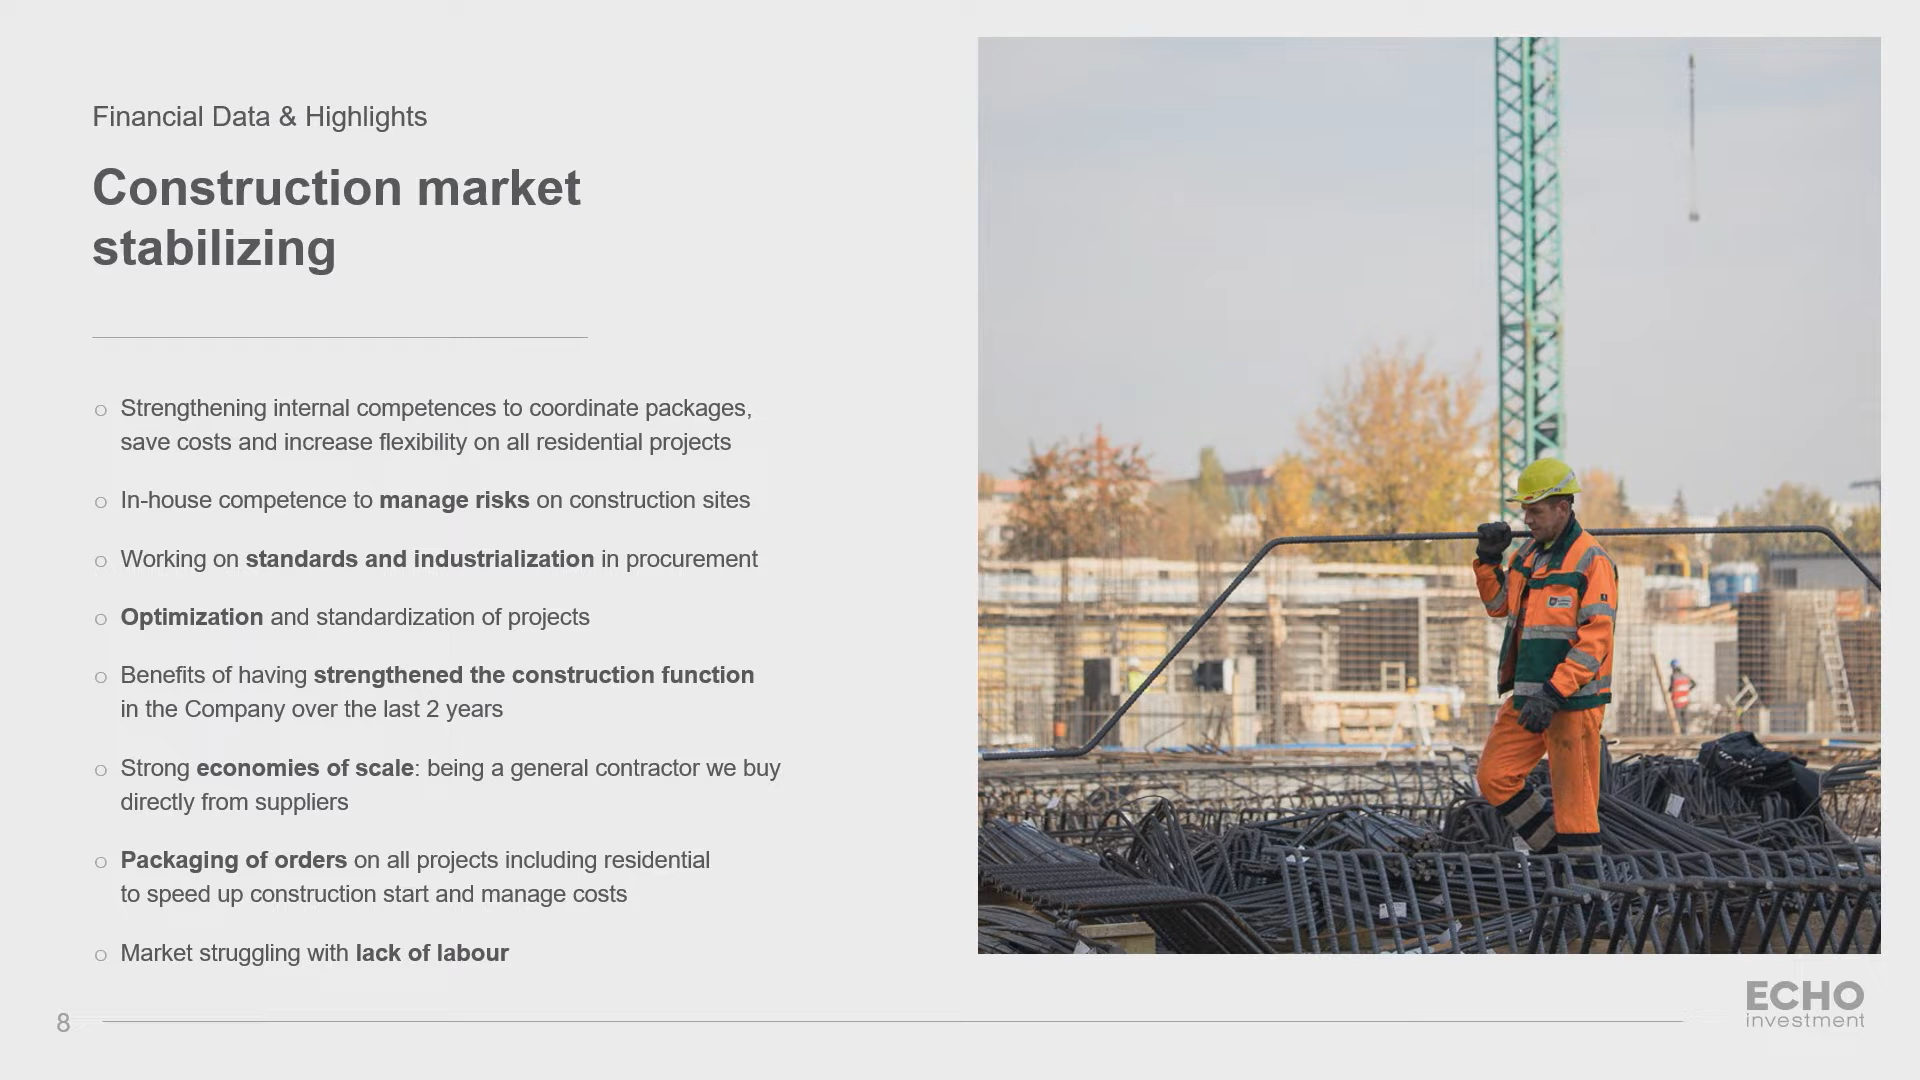 Financial Data & Highlights
Construction market
stabilizing
Strengthening internal competences to coordinate packages,
save costs and increase flexibility on all residential projects
In-house competence to manage risks on construction sites
Working on standards and industrialization in procurement
Optimization and standardization of projects
Benefits of having strengthened the construction function
in the Company over the last 2 years
Strong economies of scale: being a general contractor we buy
directly from suppliers
Packaging of orders on all projects including residential
to speed up construction start and manage costs
Market struggling with lack of labour
8
ECHO
investment